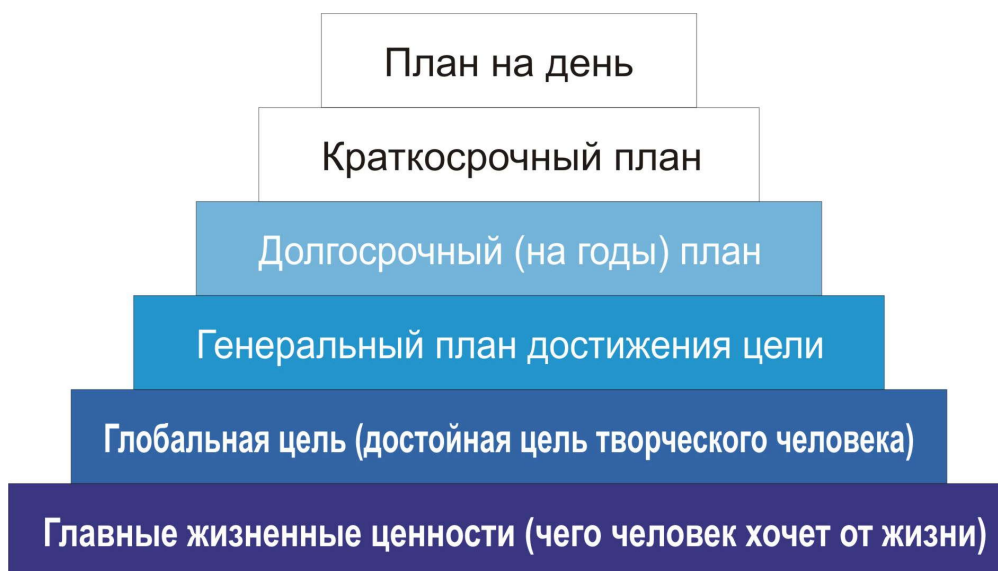 План на день
Краткосрочный план
Долгосрочный (на годы) план
Генеральный план достижения цели
Глобальная цель (достойная цель творческого человека)
Главные жизненные ценности (чего человек хочет от жизни)